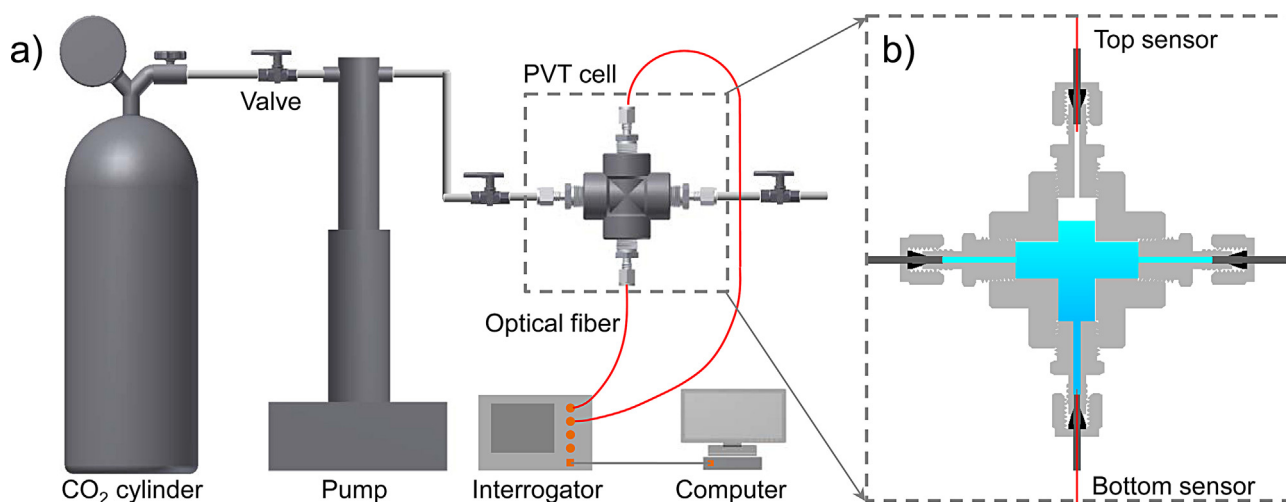 a)
PVT cell
Valve
Optical fiber
CO₂ cylinder
Pump
Interrogator
Computer
b)
Top sensor
Bottom sensor